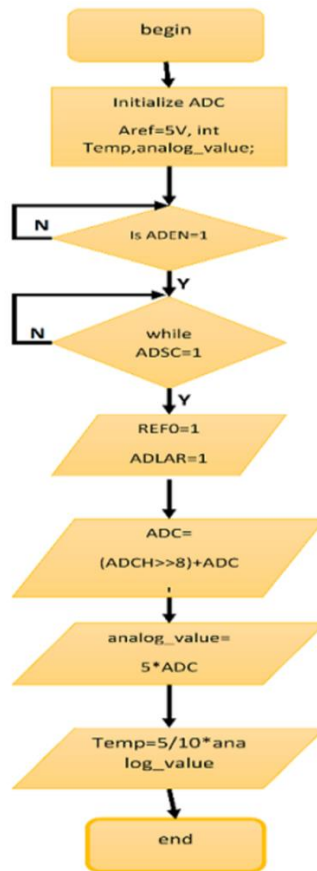 begin
Initialize ADC
Aref=5V, int
Temp,analog_value;
N
Is ADEN=1
Y
N
while
ADSC=1
Y
REF0=1
ADLAR=1
ADC=
(ADCH>>8)+ADC
analog_value=
5*ADC
Temp=5/10*ana
log_value
end